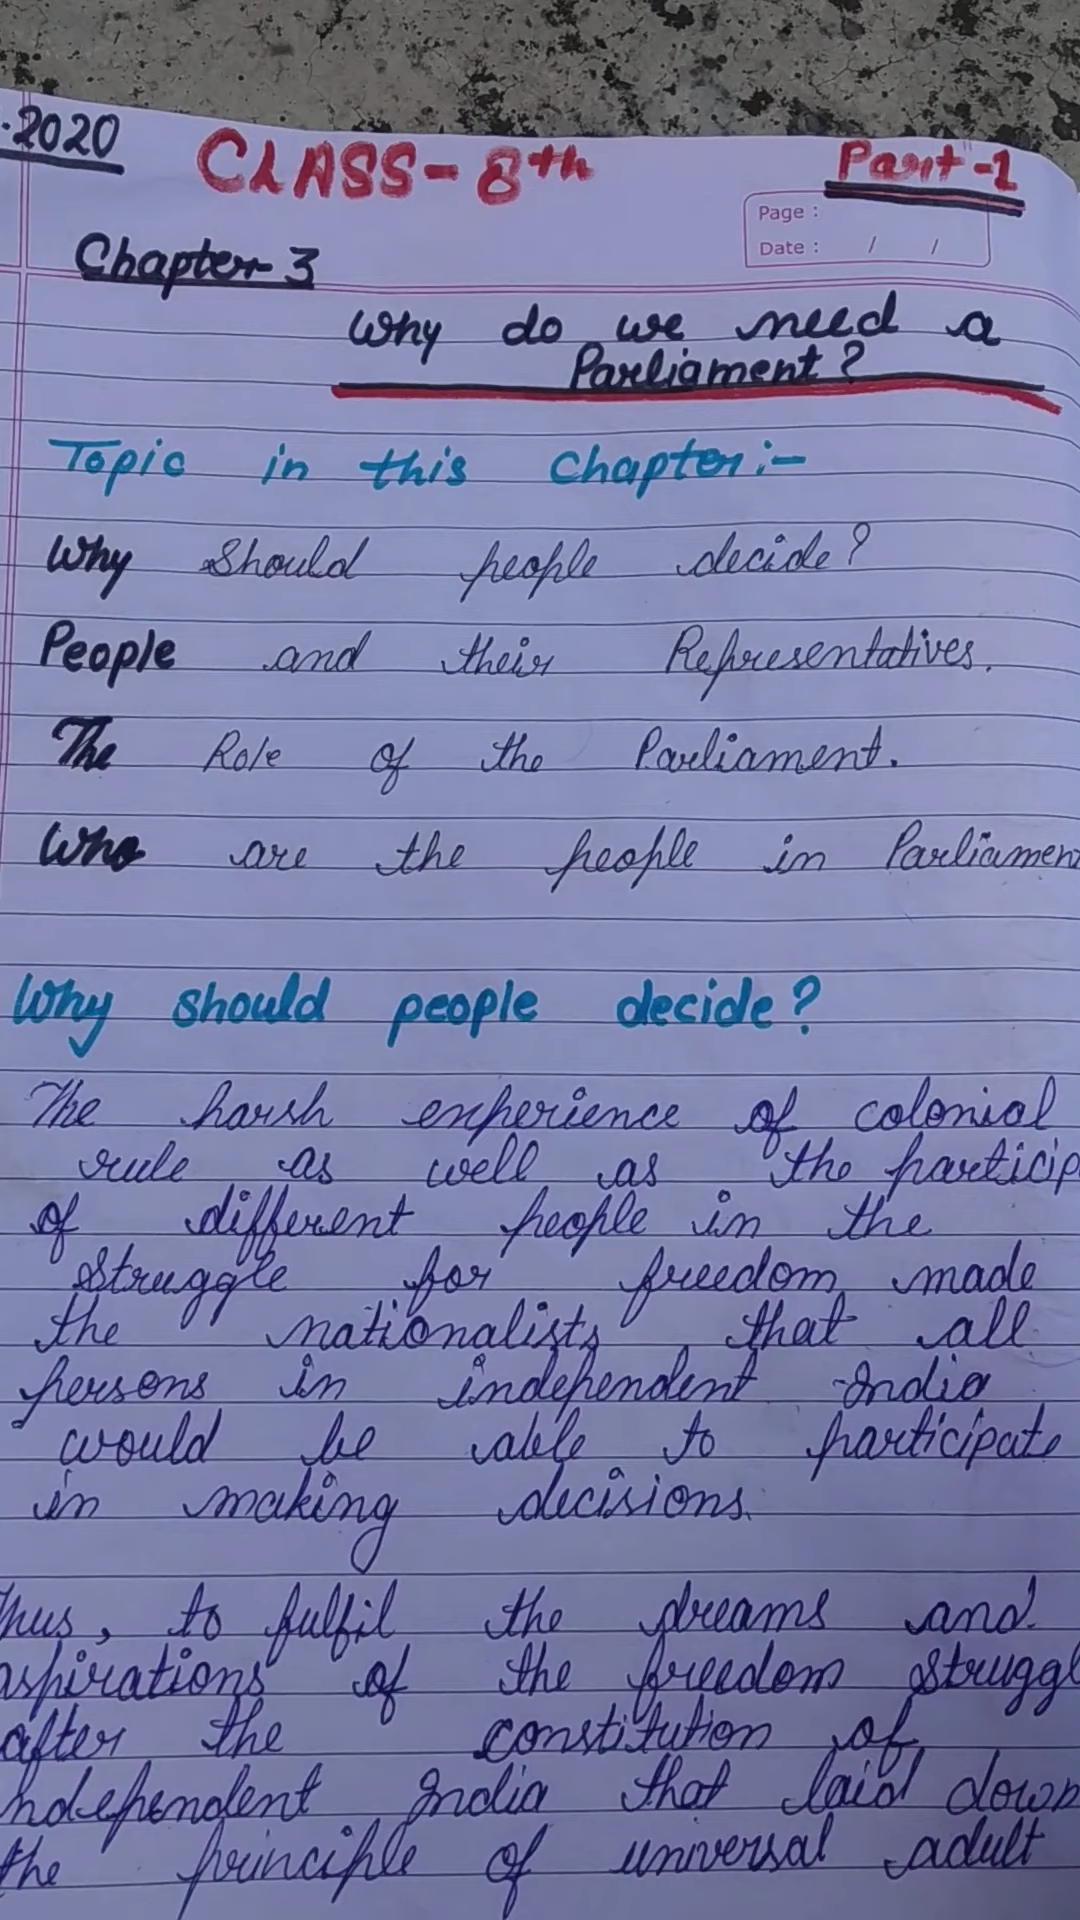 .2020 CLASS-8th Part-1
Page :
Date : / /
Chapter-3
Why do we need a
Parliament?
Topic in this Chapter:-
Why Should people decide?
People and their Representatives.
The Role of the Parliament.
Who are the people in Parliamen
Why should people decide?
The harsh experience of colonial
rule as well as the particip
of different people in the
struggle for freedom made
the nationalists that all
persons in independent India
would be able to participate
in making decisions.
hus, to fulfil the dreams and
aspirations of the freedom struggl
after the constitution of
independent India that laid down
the principle of universal adult